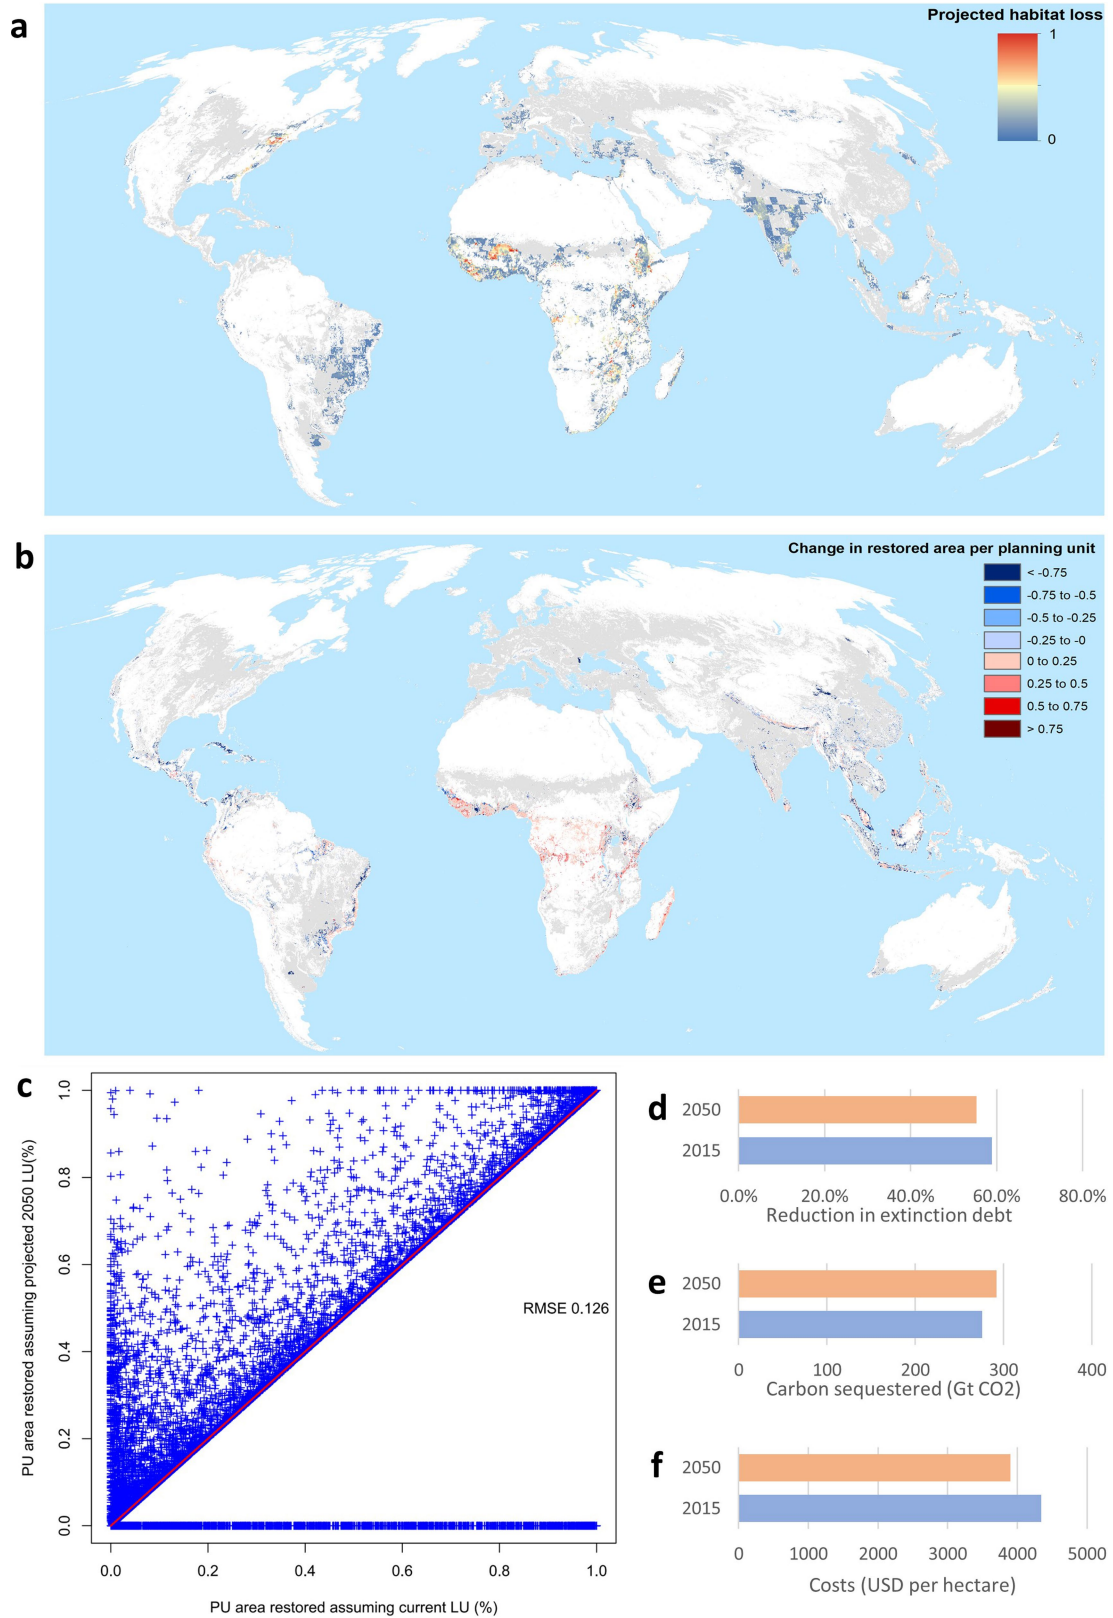 a
Projected habitat loss
1
0
b
Change in restored area per planning unit
< -0.75
-0.75 to -0.5
-0.5 to -0.25
-0.25 to -0
0 to 0.25
0.25 to 0.5
0.5 to 0.75
> 0.75
c
PU area restored assuming projected 2050 LU(%)
1.0
0.8
0.6
0.4
0.2
0.0
RMSE 0.126
0.0 0.2 0.4 0.6 0.8 1.0
PU area restored assuming current LU (%)
d
2050
2015
0.0% 20.0% 40.0% 60.0% 80.0%
Reduction in extinction debt
e
2050
2015
0 100 200 300 400
Carbon sequestered (Gt CO2)
f
2050
2015
0 1000 2000 3000 4000 5000
Costs (USD per hectare)